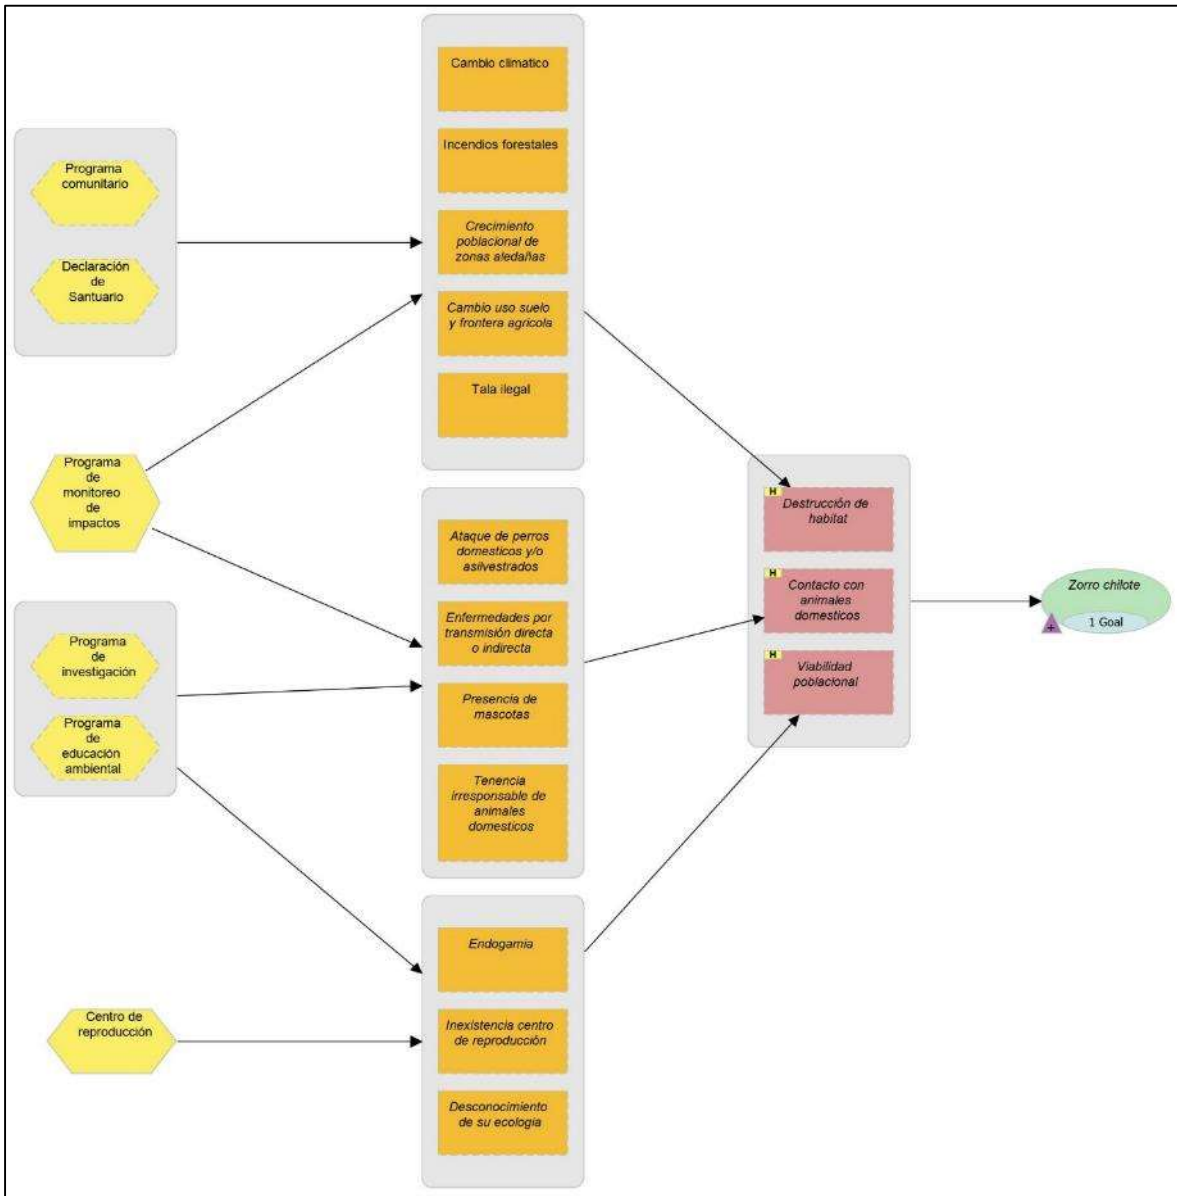 Programa
comunitario
Declaración
de
Santuario
Programa
de
monitoreo
de
impactos
Programa
de
investigación
Programa
de
educación
ambiental
Centro de
reproducción
Cambio climatico
Incendios forestales
Crecimiento
poblacional de
zonas aledañas
Cambio uso suelo
y frontera agricola
Tala ilegal
Ataque de perros
domesticos y/o
asilvestrados
Enfermedades por
transmisión directa
o indirecta
Presencia de
mascotas
Tenencia
irresponsable de
animales
domesticos
Endogamia
Inexistencia centro
de reproducción
Desconocimiento
de su ecologia
H
Destrucción de
habitat
H
Contacto con
animales
domesticos
H
Viabilidad
poblacional
Zorro chilote
+
1 Goal